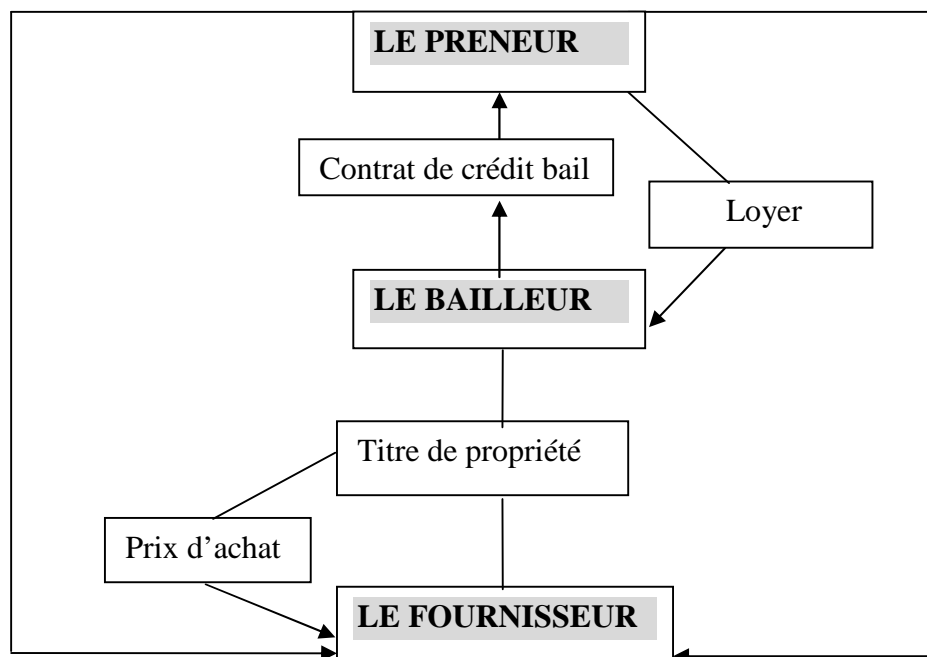 LE PRENEUR
Contrat de crédit bail
Loyer
LE BAILLEUR
Titre de propriété
Prix d’achat
LE FOURNISSEUR